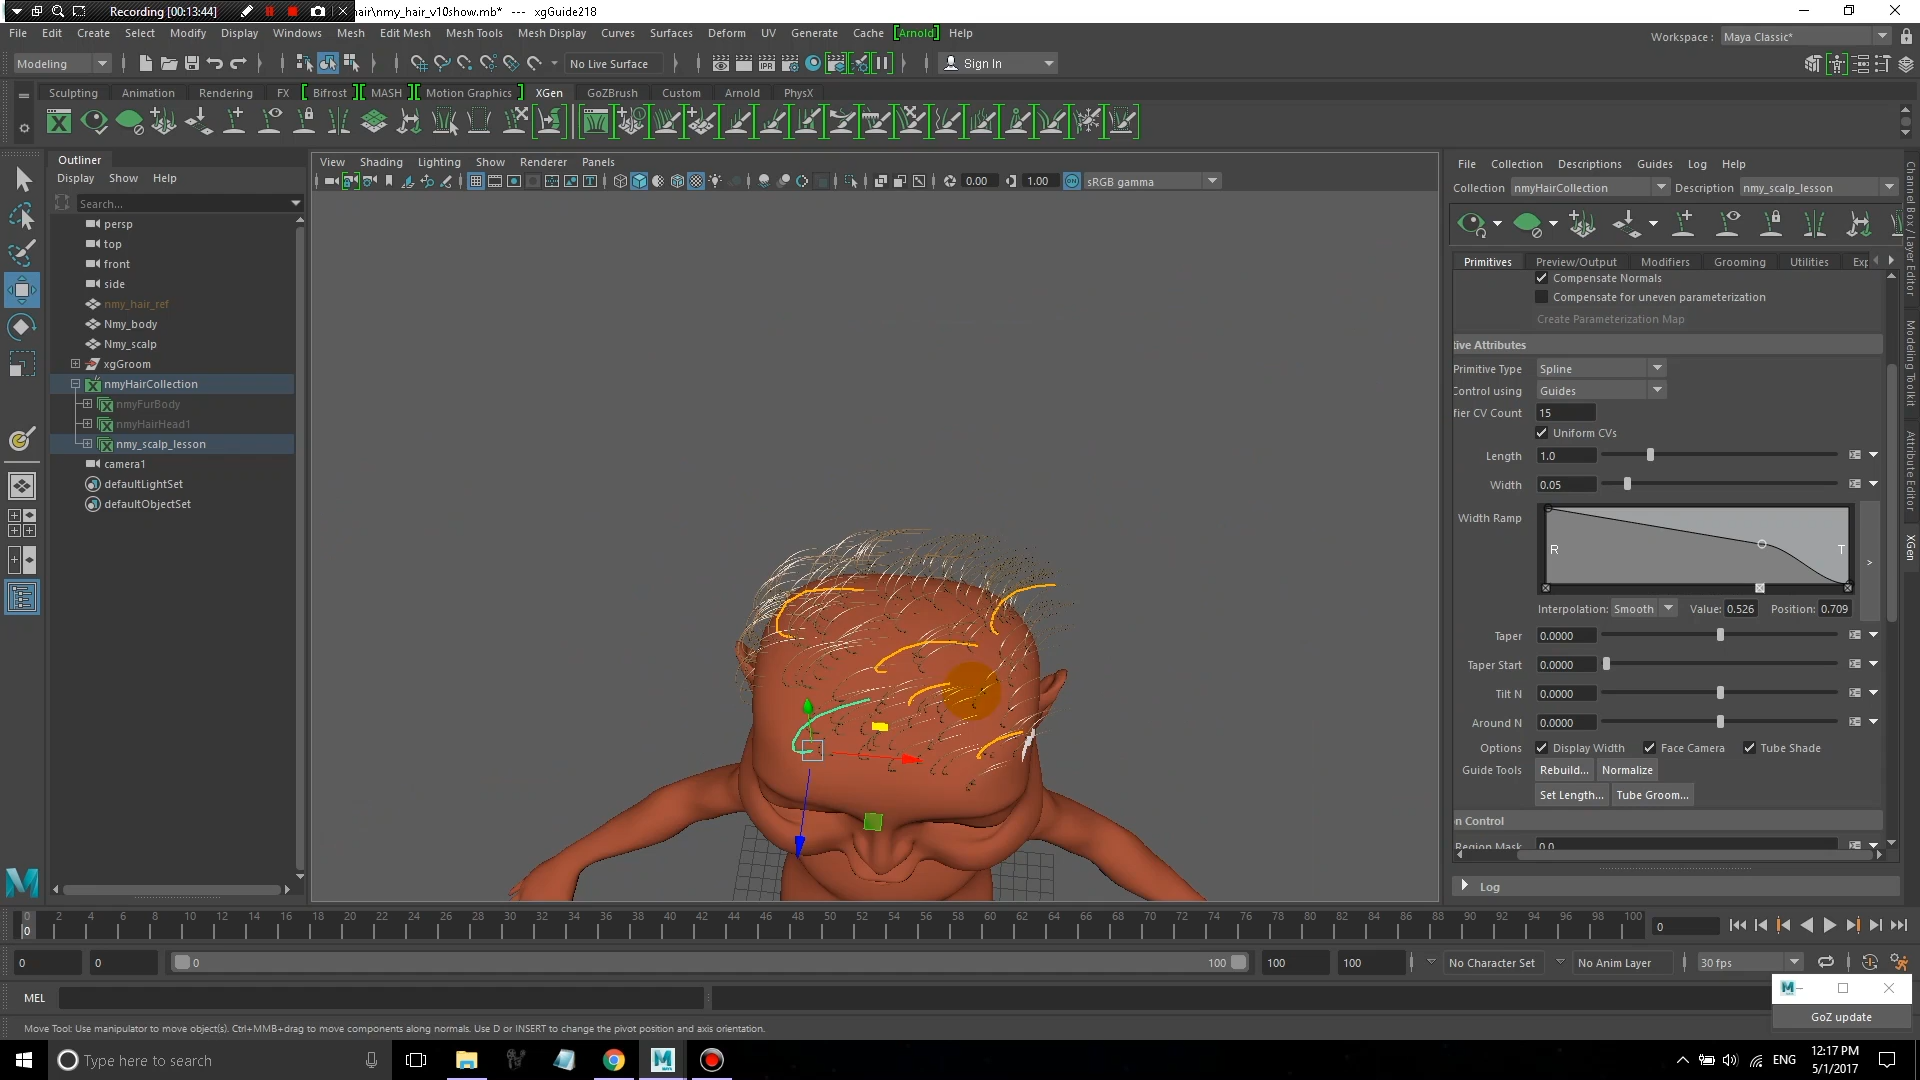 Recording [00:13:44]
air\nmy_hair_v10show.mb* --- xgGuide218
File Edit Create Select Modify Display Windows Mesh Edit Mesh Mesh Tools Mesh Display Curves Surfaces Deform UV Generate Cache [Arnold] Help
Workspace : Maya Classic*
Modeling
No Live Surface
Sign In
Sculpting Animation Rendering FX Bifrost MASH Motion Graphics XGen GoZBrush Custom Arnold PhysX
Outliner
Display Show Help
Search...
persp
top
front
side
nmy_hair_ref
Nmy_body
Nmy_scalp
xgGroom
nmyHairCollection
nmyFurBody
nmyHairHead1
nmy_scalp_lesson
camera1
defaultLightSet
defaultObjectSet
View Shading Lighting Show Renderer Panels
0.00 1.00 sRGB gamma
File Collection Descriptions Guides Log Help
Collection nmyHairCollection Description nmy_scalp_lesson
Primitives Preview/Output Modifiers Grooming Utilities Exp
Compensate Normals
Compensate for uneven parameterization
Create Parameterization Map
tive Attributes
Primitive Type Spline
Control using Guides
fier CV Count 15
Uniform CVs
Length 1.0
Width 0.05
Width Ramp
R T
Interpolation: Smooth Value: 0.526 Position: 0.709
Taper 0.0000
Taper Start 0.0000
Tilt N 0.0000
Around N 0.0000
Options Display Width Face Camera Tube Shade
Guide Tools Rebuild... Normalize
Set Length... Tube Groom...
on Control
Region Mask 0.0
Log
Channel Box / Layer Editor
Modeling Toolkit
Attribute Editor
XGen
0 2 4 6 8 10 12 14 16 18 20 22 24 26 28 30 32 34 36 38 40 42 44 46 48 50 52 54 56 58 60 62 64 66 68 70 72 74 76 78 80 82 84 86 88 90 92 94 96 98 100
0
0
0 0 0 100 100 100 No Character Set No Anim Layer 30 fps
MEL
GoZ update
Move Tool: Use manipulator to move object(s). Ctrl+MMB+drag to move components along normals. Use D or INSERT to change the pivot position and axis orientation.
Type here to search
ENG
12:17 PM
5/1/2017